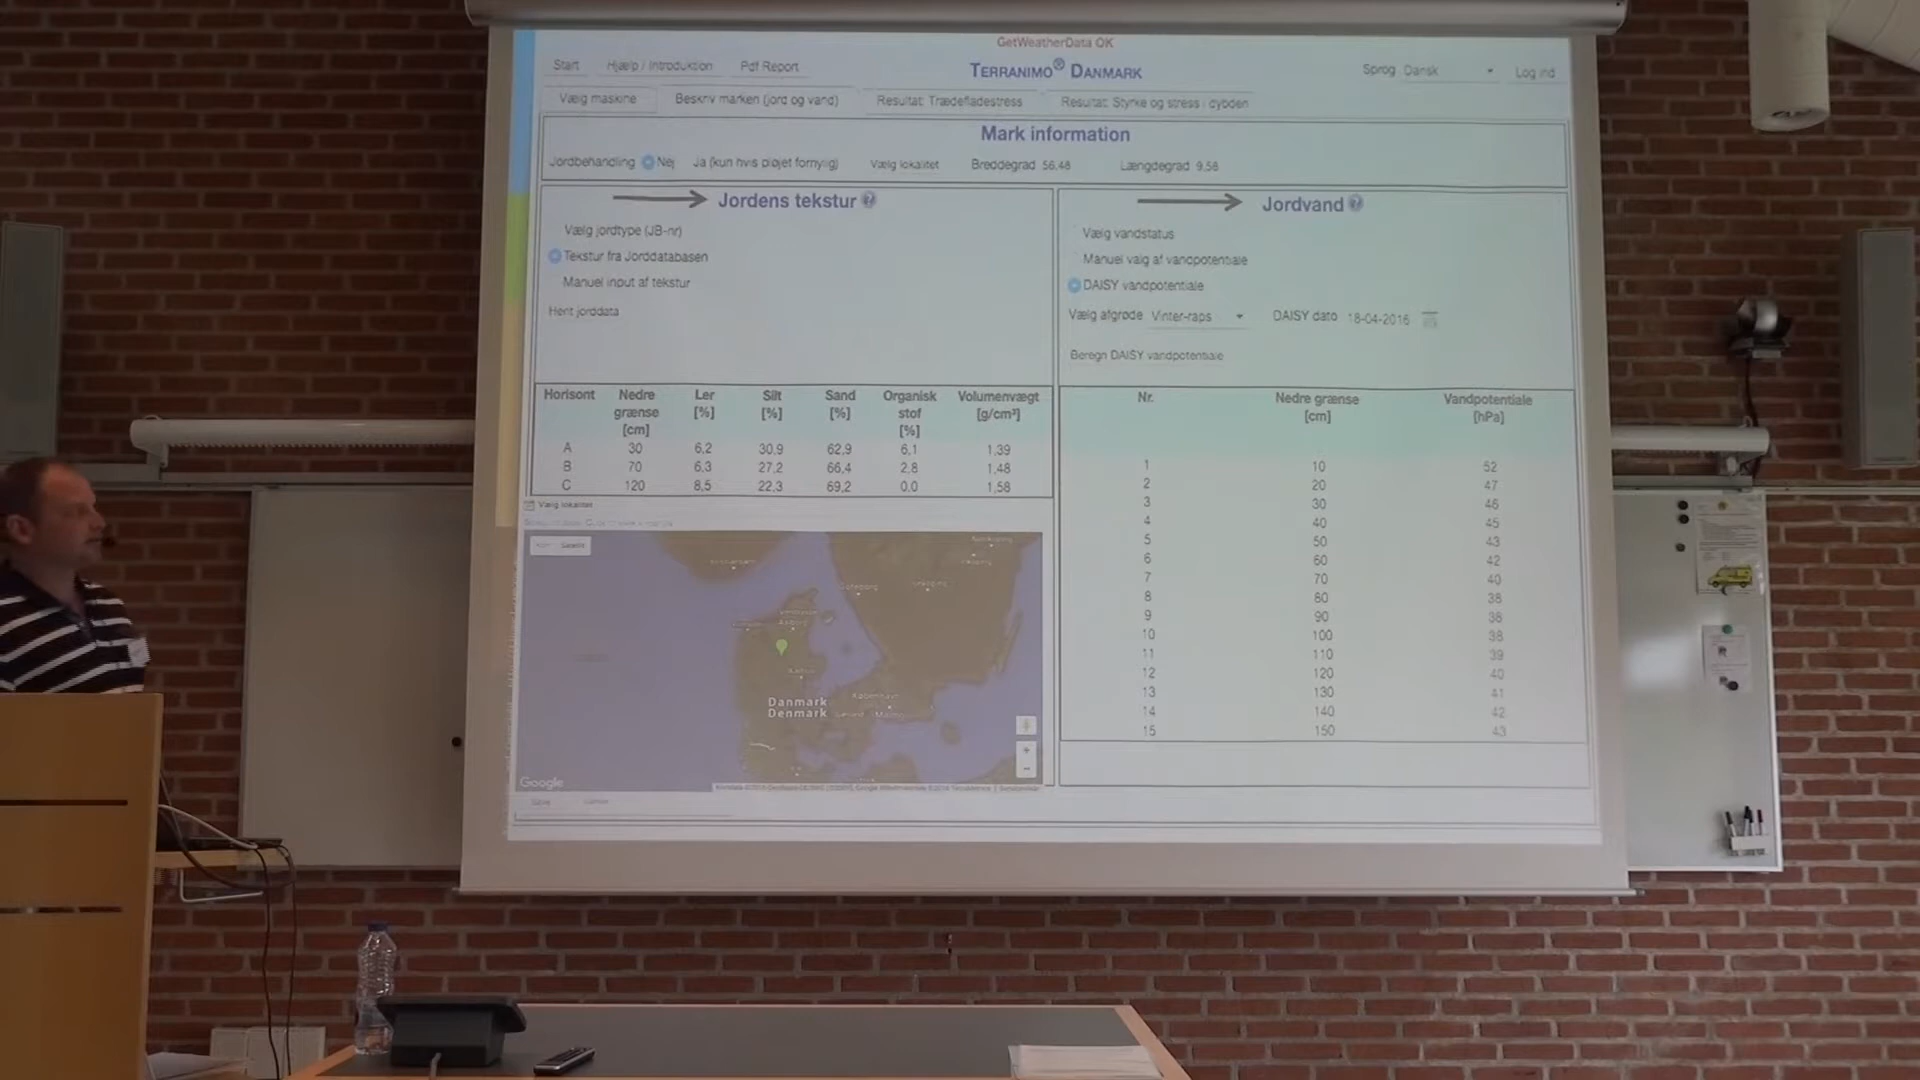 GetWeatherData OK
Start Hjælp / Introduktion Pdf Report
TERRANIMO® DANMARK
Sprog Dansk Log ind
Vælg maskine Beskriv marken (jord og vand) Resultat: Trædefladestress Resultat: Styrke og stress i dybden
Mark information
Jordbehandling Nej Ja (kun hvis pløjet fornylig) Vælg lokalitet Breddegrad 56,48 Længdegrad 9,58
Jordens tekstur ?
Vælg jordtype (JB-nr)
Tekstur fra Jorddatabasen
Manuel input af tekstur
Hent jorddata
Horisont Nedre grænse [cm] Ler [%] Silt [%] Sand [%] Organisk stof [%] Volumenvægt [g/cm³]
A 30 6,2 30,9 62,9 6,1 1,39
B 70 6,3 27,2 66,4 2,8 1,48
C 120 8,5 22,3 69,2 0,0 1,58
Vælg lokalitet
Satellit
Göteborg
Aalborg
København
Malmö
Danmark
Denmark
Google
Jordvand ?
Vælg vandstatus
Manuel valg af vandpotentiale
DAISY vandpotentiale
Vælg afgrøde Vinter-raps DAISY dato 18-04-2016
Beregn DAISY vandpotentiale
Nr. Nedre grænse [cm] Vandpotentiale [hPa]
1 10 52
2 20 47
3 30 46
4 40 45
5 50 43
6 60 42
7 70 40
8 80 38
9 90 38
10 100 38
11 110 39
12 120 40
13 130 41
14 140 42
15 150 43